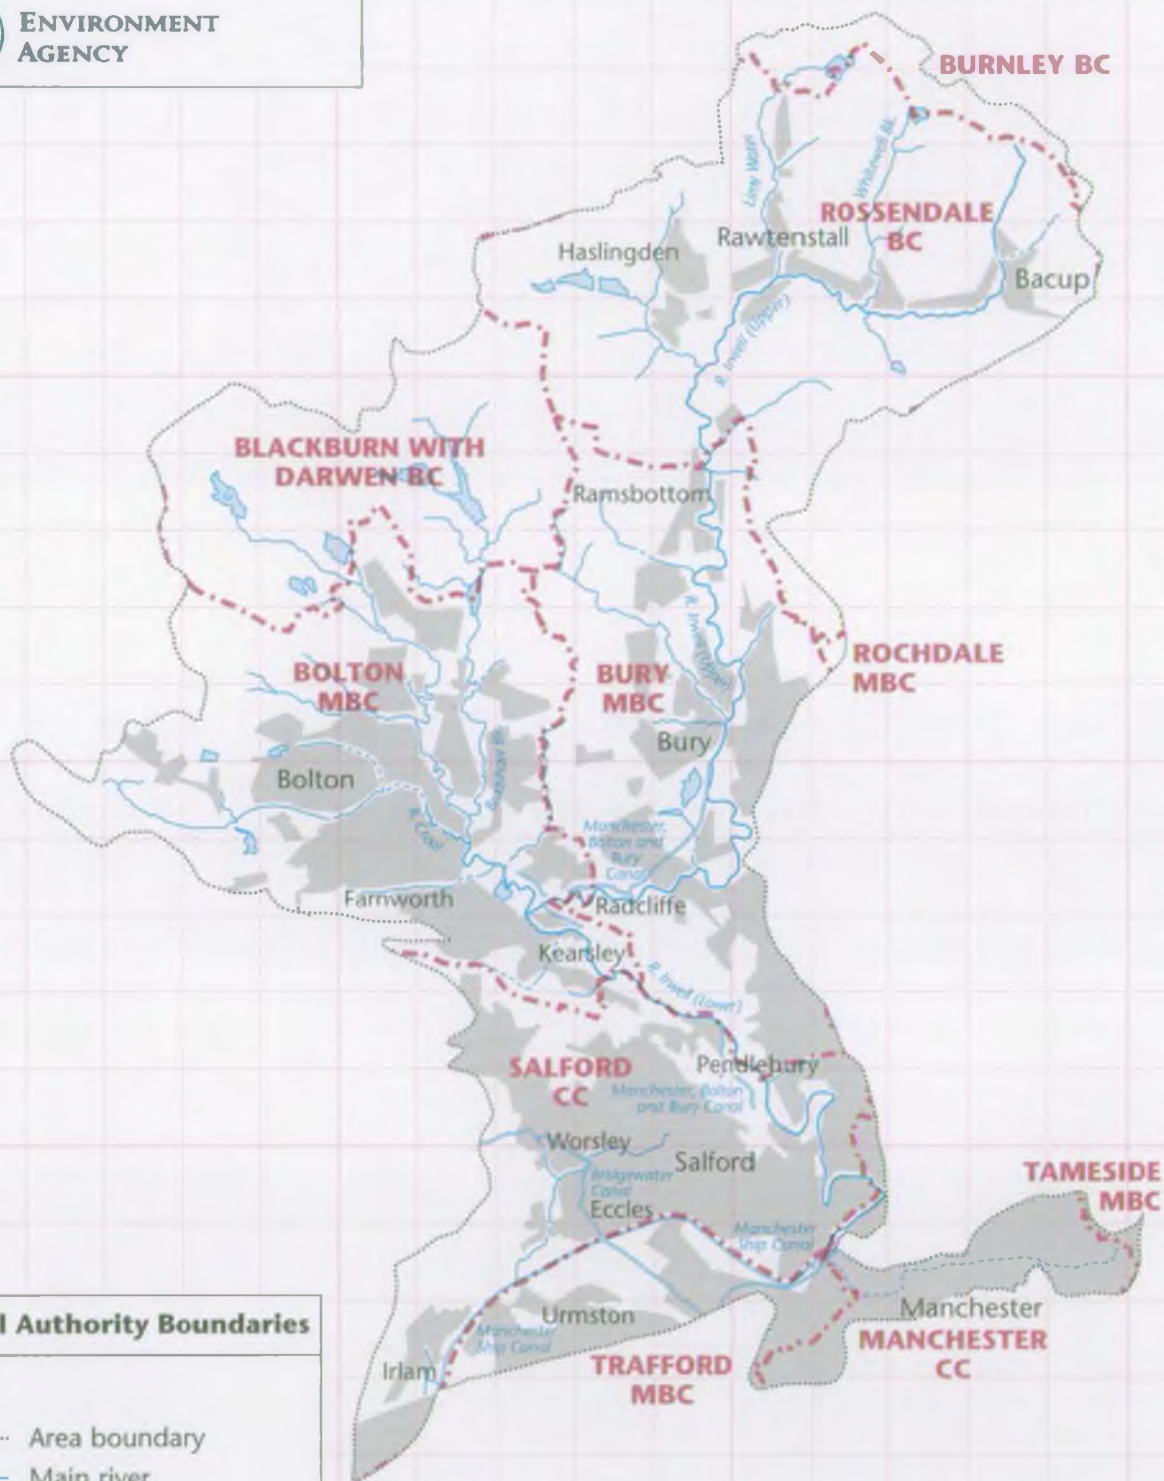 ENVIRONMENT
AGENCY
BURNLEY BC
Limy Water
Whitewell Bk.
ROSSENDALE
BC
Rawtenstall
Haslingden
Bacup
R. Irwell (Upper)
BLACKBURN WITH
DARWEN BC
Ramsbottom
R. Irwell (Upper)
ROCHDALE
MBC
BOLTON
MBC
BURY
MBC
Bury
Bolton
Bradshaw Bk.
R. Croal
Manchester,
Bolton and
Bury
Canal
Farnworth
Radcliffe
Kearsley
R. Irwell (Lower)
SALFORD
CC
Pendlebury
Manchester, Bolton
and Bury Canal
Worsley
Salford
Bridgewater
Canal
Eccles
TAMESIDE
MBC
Manchester
Ship Canal
Urmston
Manchester
Ship Canal
Irlam
Manchester
MANCHESTER
CC
TRAFFORD
MBC
l Authority Boundaries
Area boundary
Main river